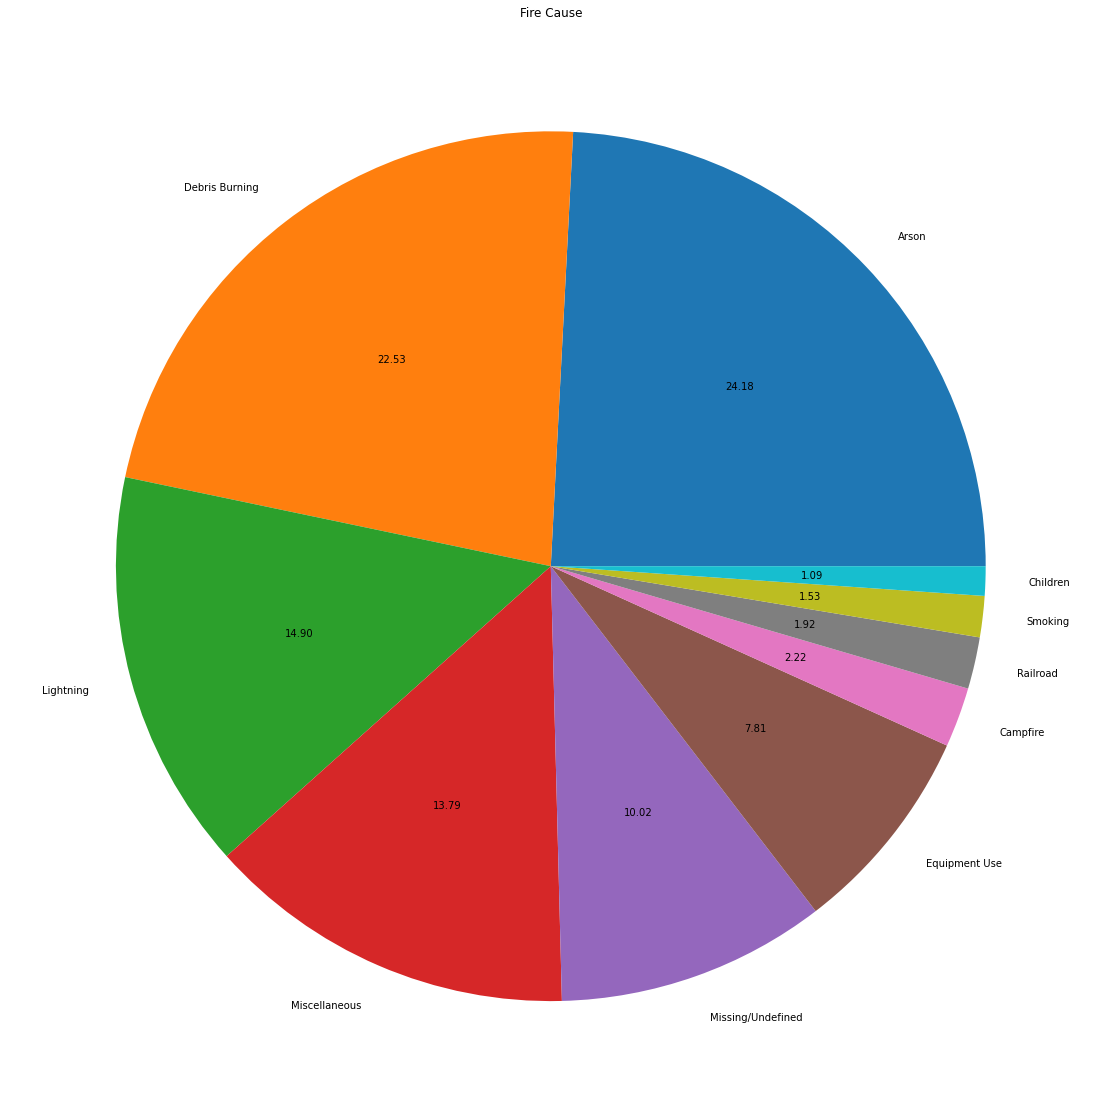 Fire Cause
Debris Burning
Arson
22.53
24.18
1.09
Children
1.53
Smoking
14.90
1.92
2.22
Railroad
Lightning
7.81
Campfire
13.79
10.02
Equipment Use
Miscellaneous
Missing/Undefined